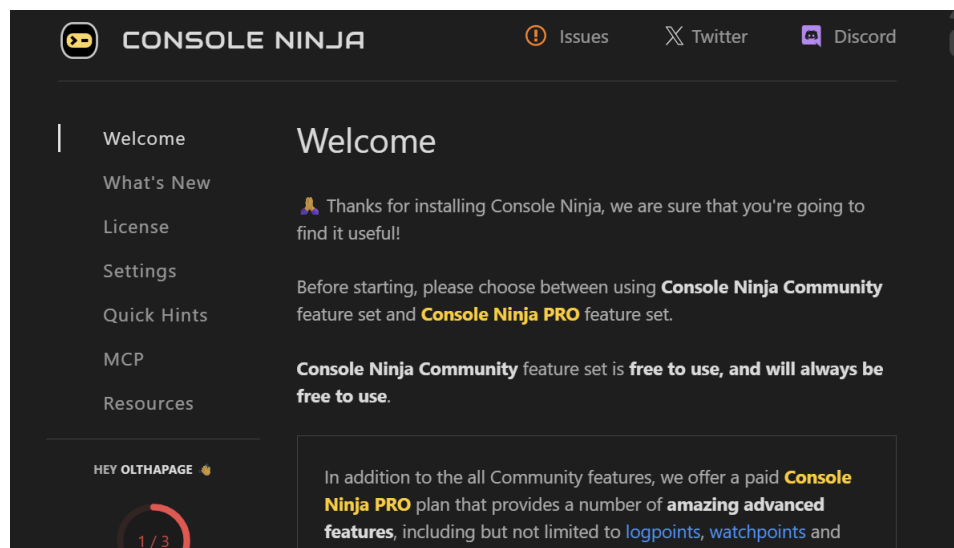 CONSOLE NINJA
Issues
Twitter
Discord
Welcome
What's New
License
Settings
Quick Hints
MCP
Resources
HEY OLTHAPAGE
1 / 3
Welcome
🙏 Thanks for installing Console Ninja, we are sure that you're going to
find it useful!
Before starting, please choose between using Console Ninja Community
feature set and Console Ninja PRO feature set.
Console Ninja Community feature set is free to use, and will always be
free to use.
In addition to the all Community features, we offer a paid Console
Ninja PRO plan that provides a number of amazing advanced
features, including but not limited to logpoints, watchpoints and